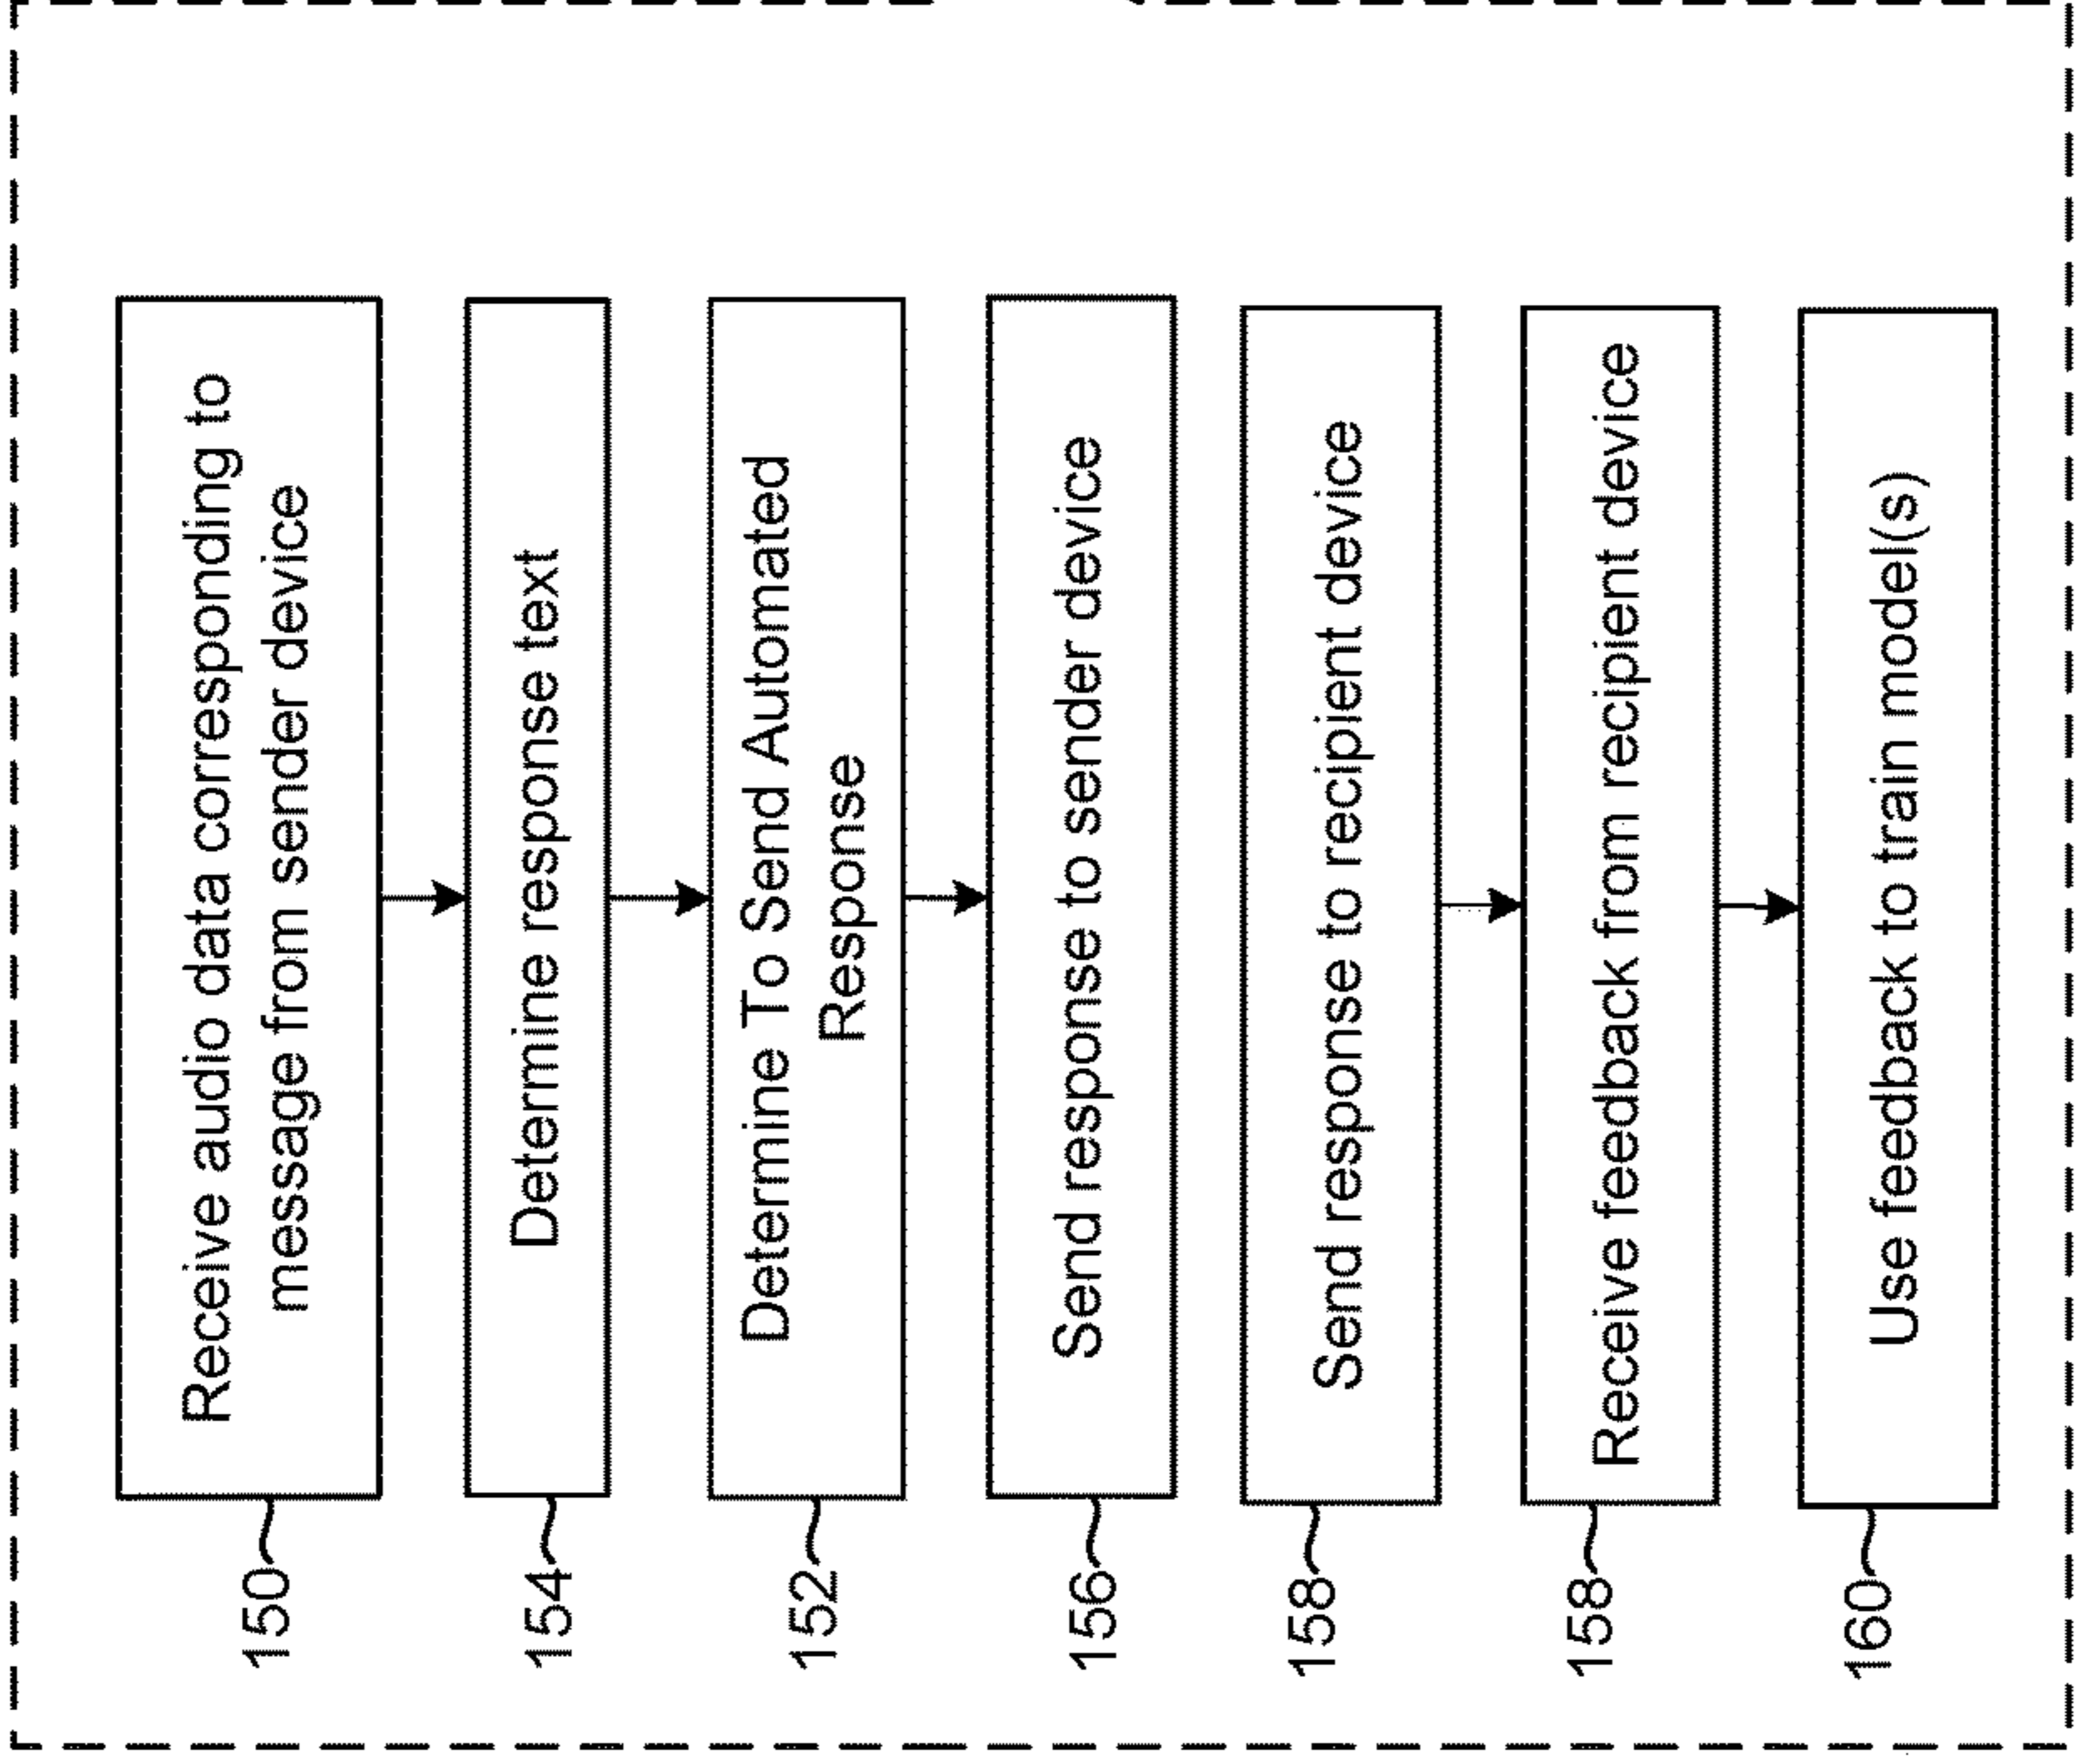 150
Receive audio data corresponding to
message from sender device
154
Determine response text
152
Determine To Send Automated
Response
156
Send response to sender device
158
Send response to recipient device
158
Receive feedback from recipient device
160
Use feedback to train model(s)